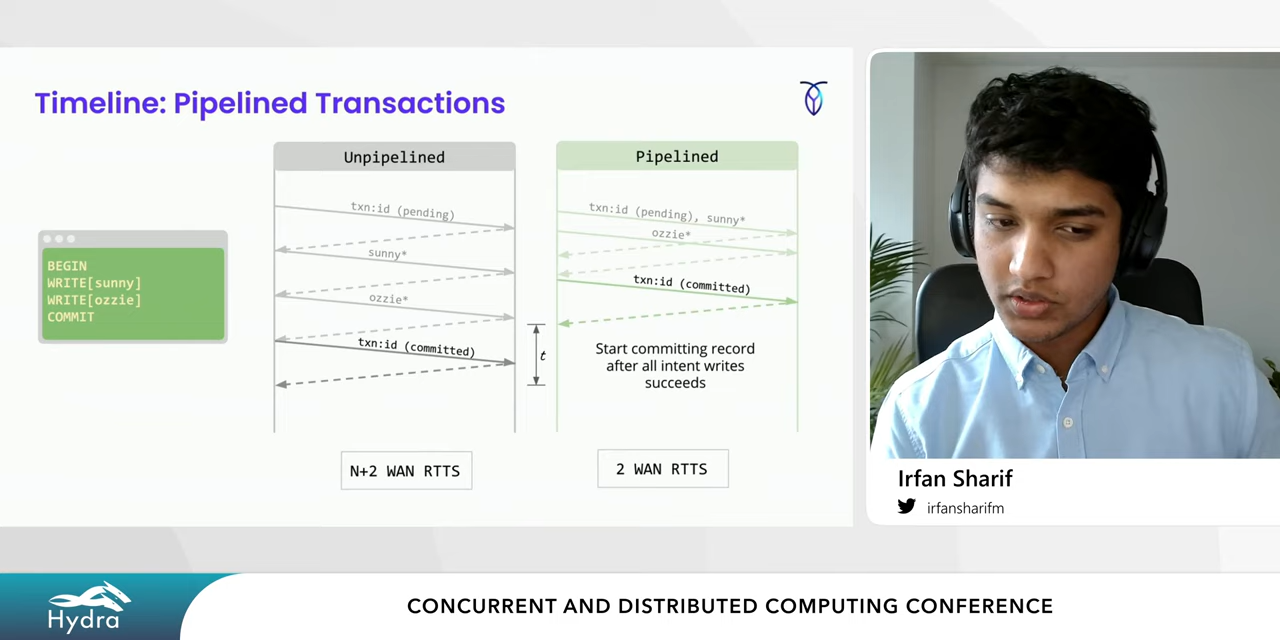 Timeline: Pipelined Transactions
BEGIN
WRITE[sunny]
WRITE[ozzie]
COMMIT
Unpipelined
txn:id (pending)
sunny*
ozzie*
txn:id (committed)
t
N+2 WAN RTTS
Pipelined
txn:id (pending), sunny*
ozzie*
txn:id (committed)
Start committing record
after all intent writes
succeeds
2 WAN RTTS
Irfan Sharif
irfansharifm
Hydra
CONCURRENT AND DISTRIBUTED COMPUTING CONFERENCE